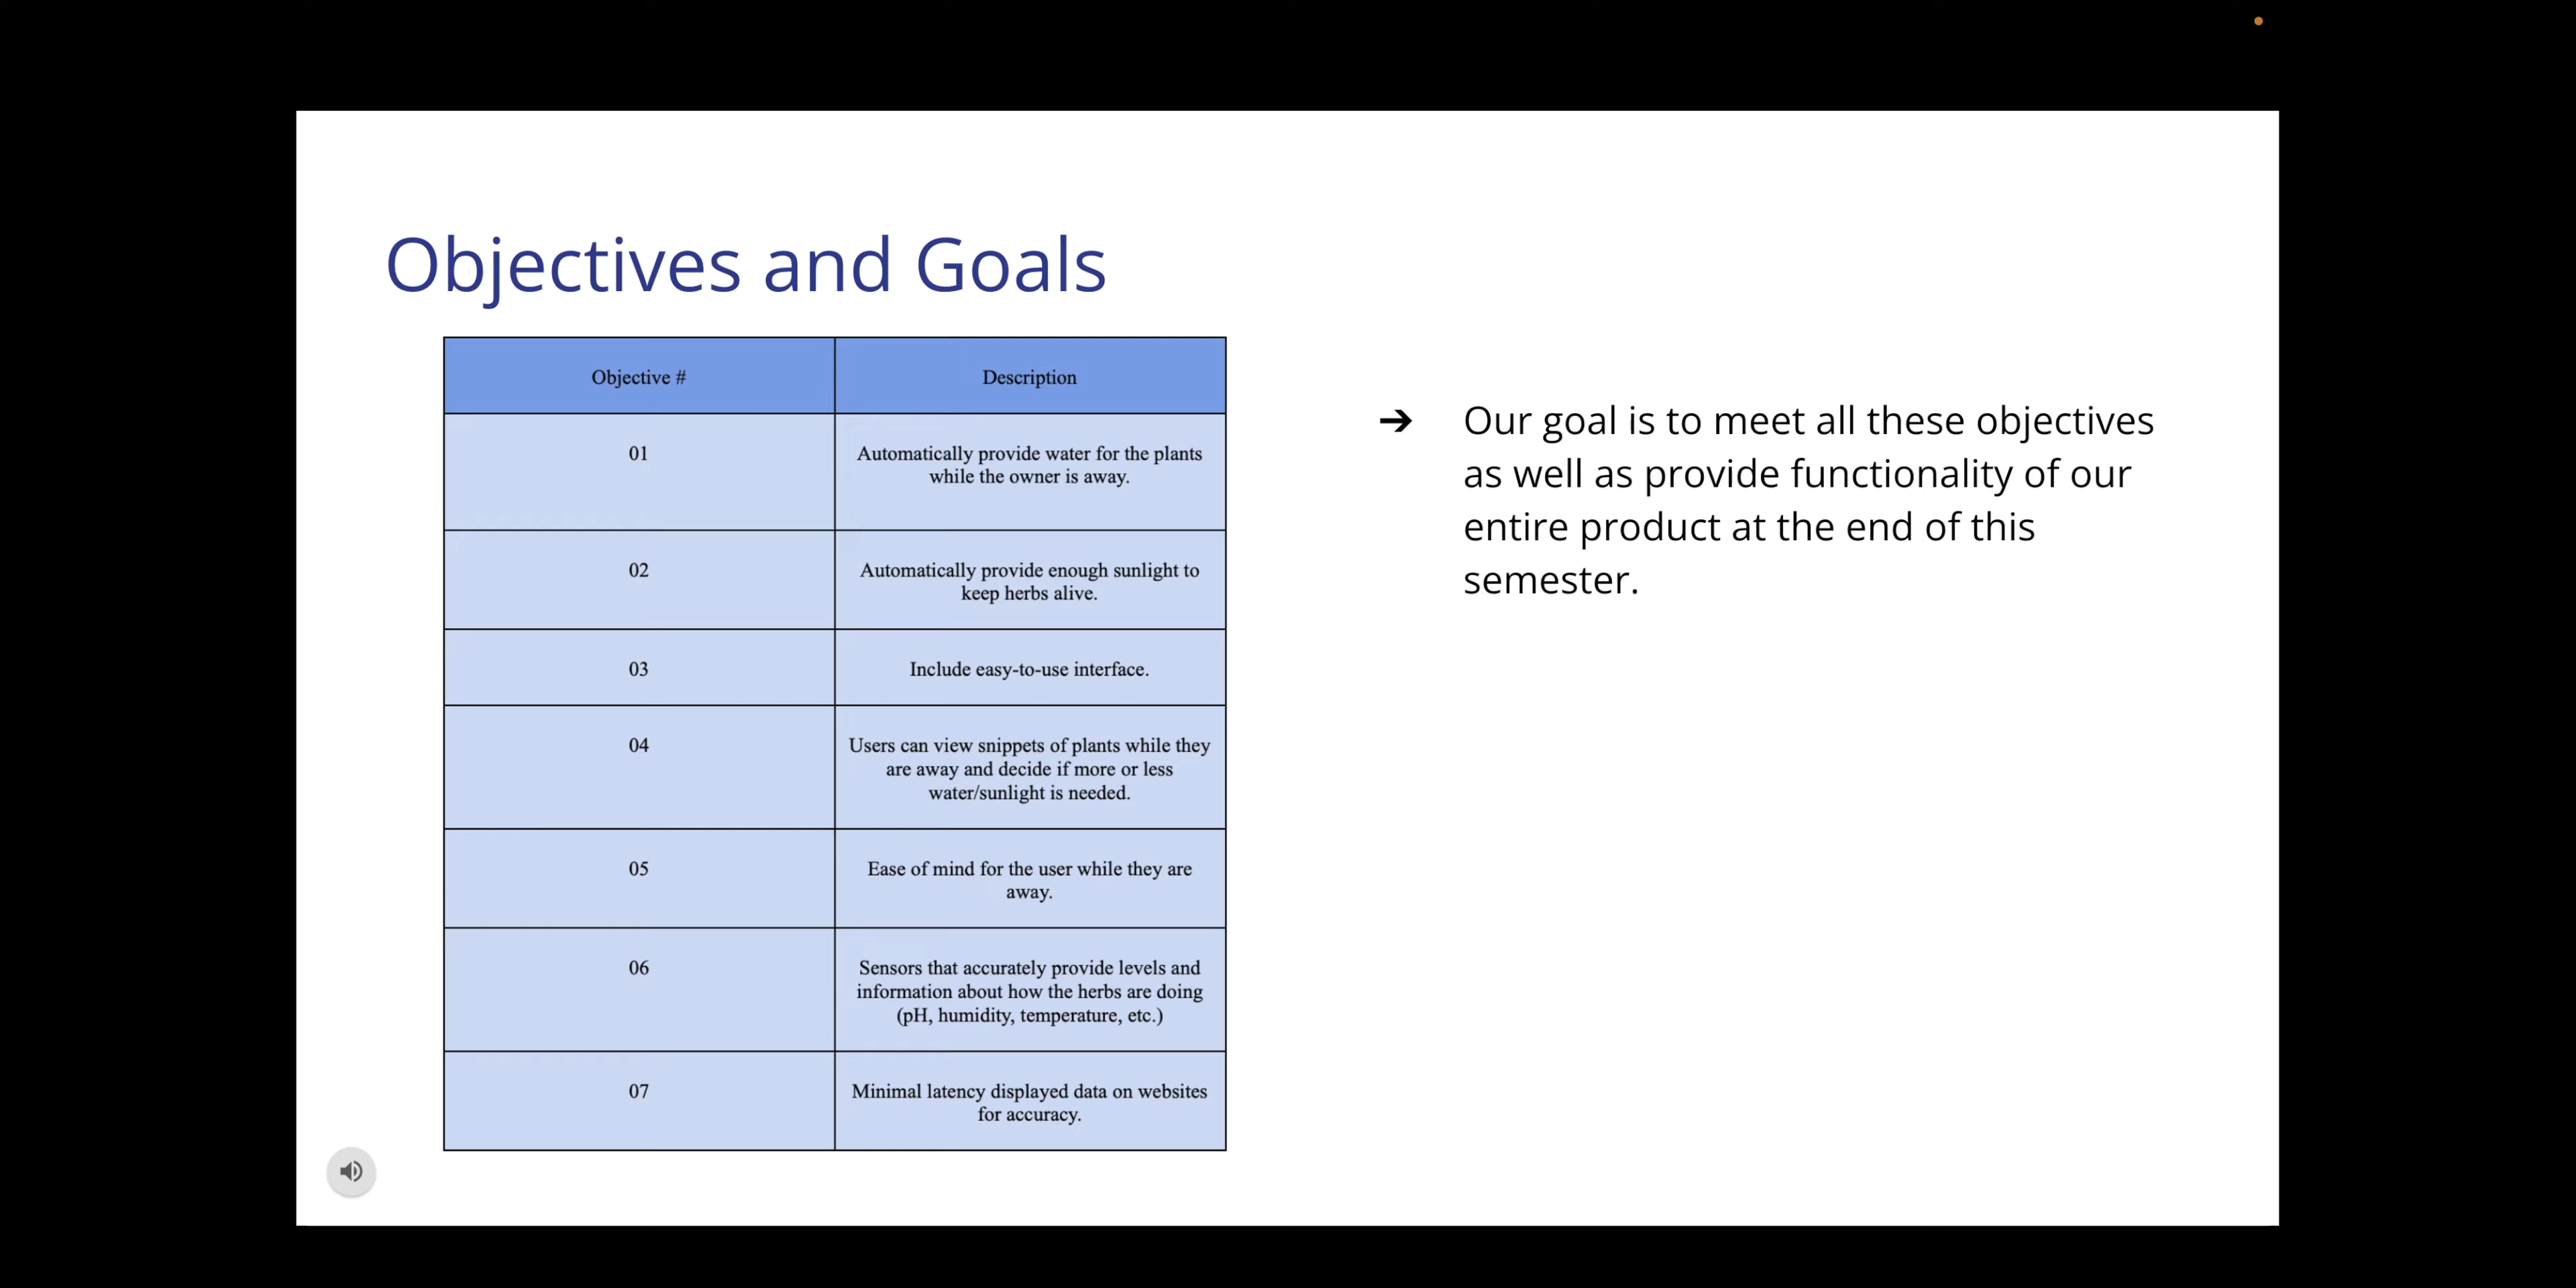 Objectives and Goals
Objective #
Description
01
Automatically provide water for the plants
while the owner is away.
02
Automatically provide enough sunlight to
keep herbs alive.
03
Include easy-to-use interface.
04
Users can view snippets of plants while they
are away and decide if more or less
water/sunlight is needed.
05
Ease of mind for the user while they are
away.
06
Sensors that accurately provide levels and
information about how the herbs are doing
(pH, humidity, temperature, etc.)
07
Minimal latency displayed data on websites
for accuracy.
➔ Our goal is to meet all these objectives
as well as provide functionality of our
entire product at the end of this
semester.